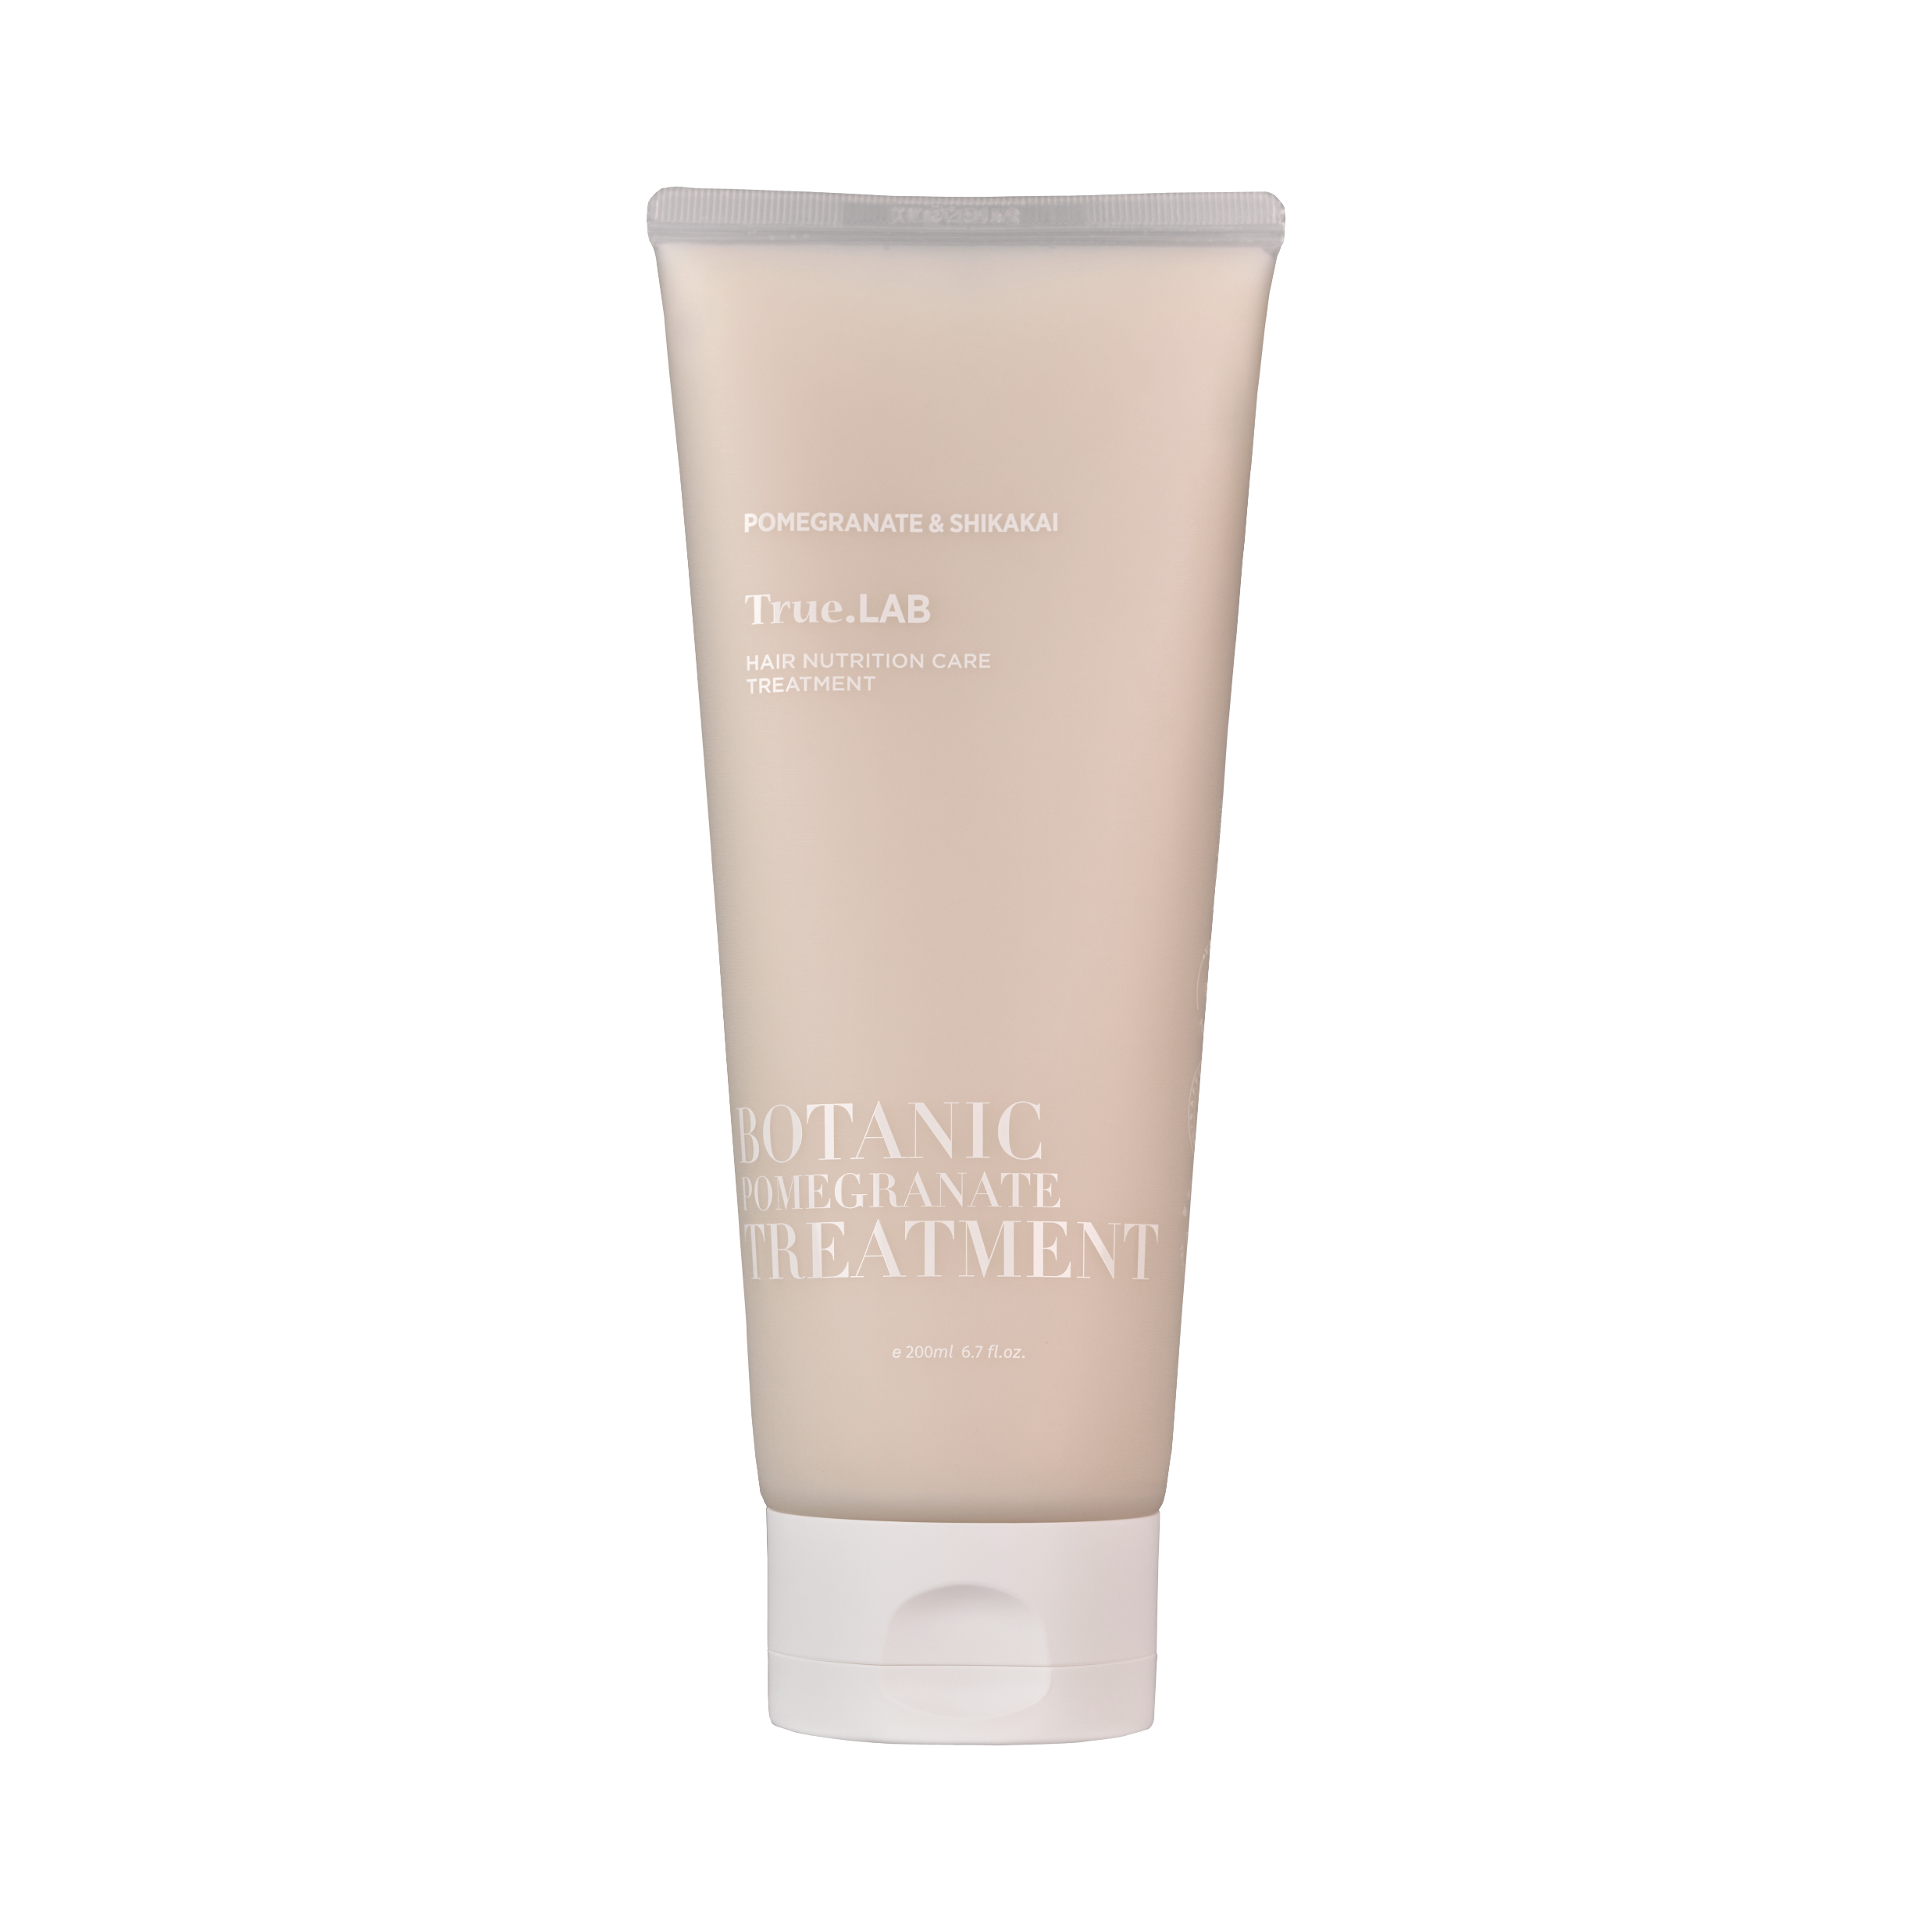 POMEGRANATE & SHIKAKAI
True.LAB
HAIR NUTRITION CARE
TREATMENT
BOTANIC
POMEGRANATE
TREATMENT
e 200ml 6.7 fl.oz.